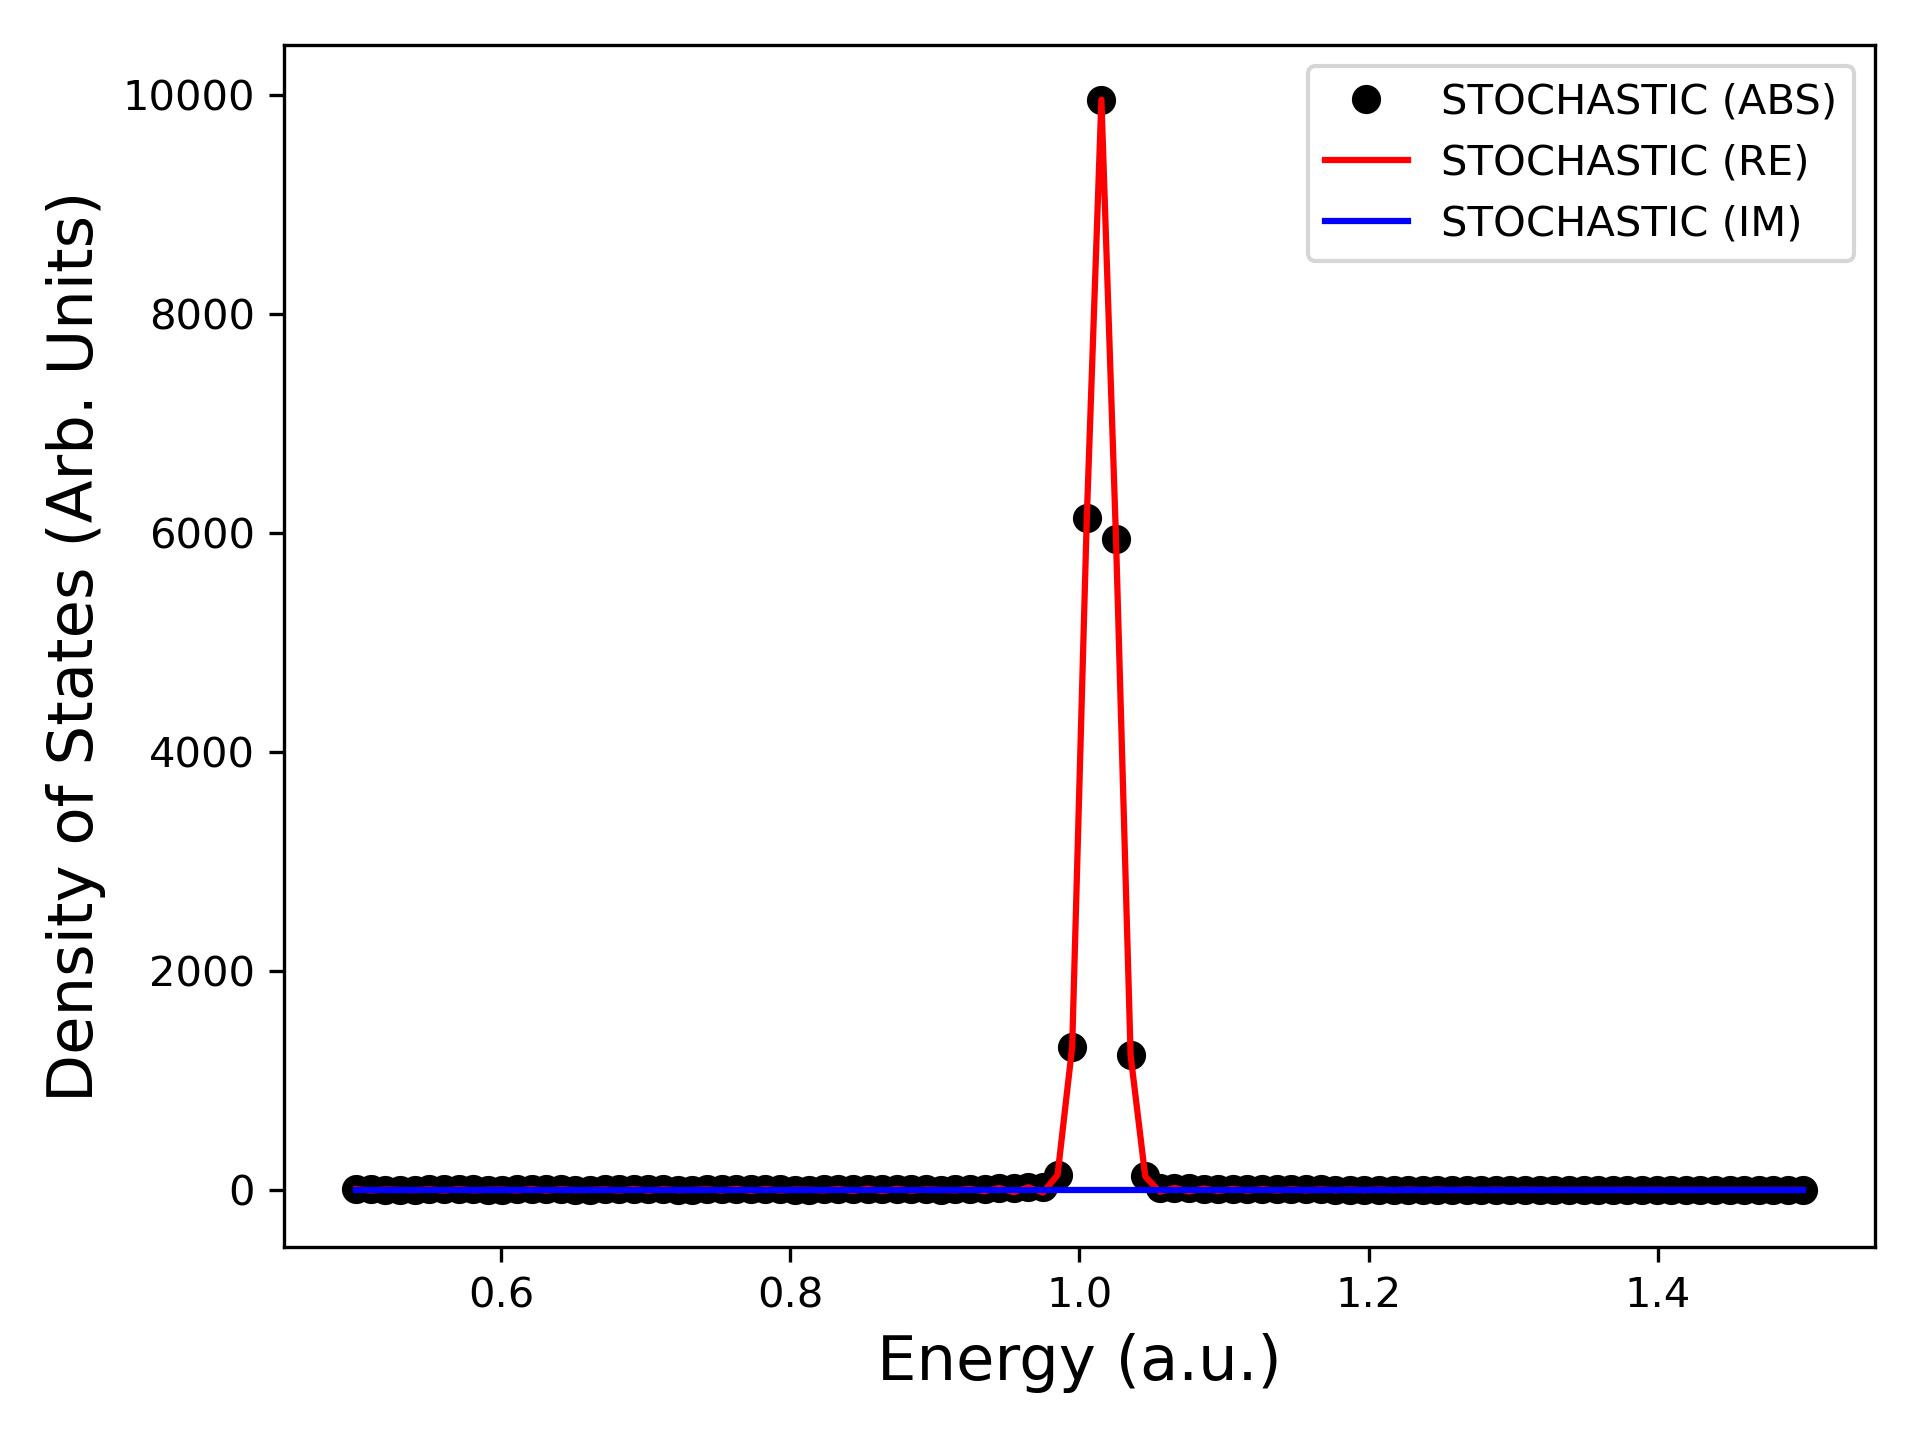 STOCHASTIC (ABS)
STOCHASTIC (RE)
STOCHASTIC (IM)
Density of States (Arb. Units)
10000
8000
6000
4000
2000
0
0.6
0.8
1.0
1.2
1.4
Energy (a.u.)